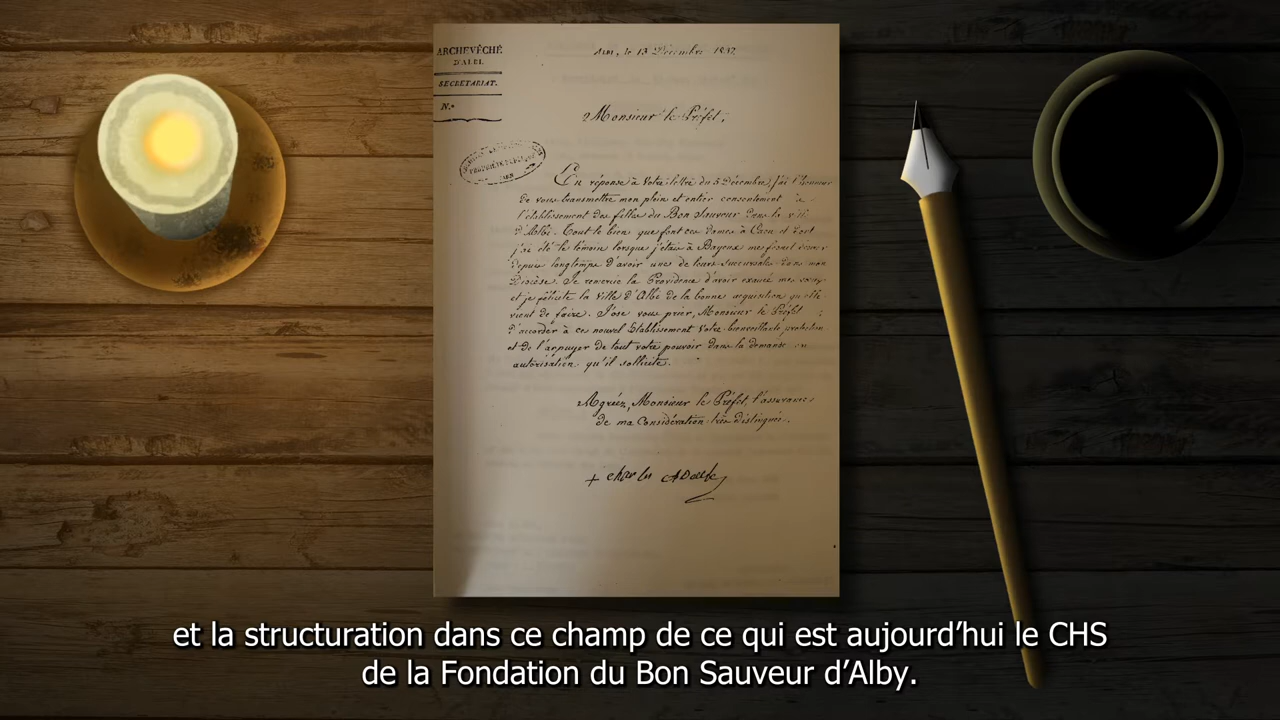 ARCHEVÊCHÉ
D'ALBI.
SECRÉTARIAT.
N.º
Albi, le 13 Décembre 1832
Monsieur le Préfet,
PROPRIÉTÉ PUBLIQUE
TARN
En réponse à Votre lettre du 5 Décembre, j'ai l'honneur
de vous transmettre mon plein et entier consentement à
l'établissement des filles du Bon Sauveur dans la ville
d'Albi. Tout le bien que font ces dames à Caen et dont
j'ai été le témoin lorsque j'étais à Bayeux me faisait désirer
depuis longtemps d'avoir une de leurs succursales dans mon
Diocèse. Je remercie la Providence d'avoir exaucé mes vœux
et je félicite la Ville d'Albi de la bonne acquisition qu'elle
vient de faire. J'ose vous prier, Monsieur le Préfet
d'accorder à ce nouvel Etablissement Votre bienveillante protection
et de l'appuyer de tout votre pouvoir dans la demande en
autorisation qu'il sollicite.
Agréez, Monsieur le Préfet, l'assurance
de ma Considération très distinguée.
+ charles
et la structuration dans ce champ de ce qui est aujourd'hui le CHS
de la Fondation du Bon Sauveur d'Alby.